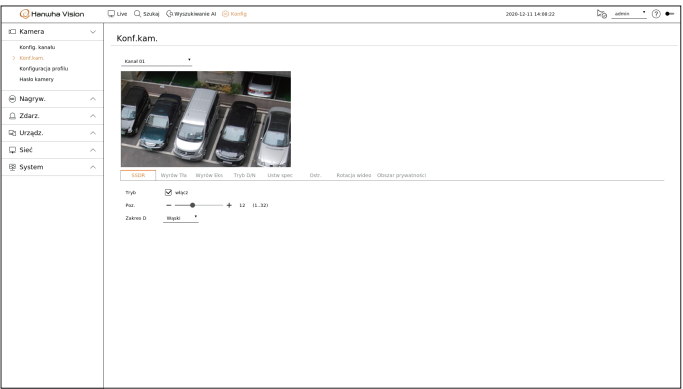 Hanwha Vision Live Szukaj Wyszukiwanie AI Konfig 2020-12-11 14:08:22 admin ?
Kamera
Konfig. kanału
Konf.kam.
Konfiguracja profilu
Hasło kamery
Nagryw.
Zdarz.
Urządz.
Sieć
System
Konf.kam.
Kanał 01
SSDR Wyrów Tła Wyrów Eks Tryb D/N Ustw spec Ostr. Rotacja wideo Obszar prywatności
Tryb włącz
Poz. 12 (1..32)
Zakres D Wąski